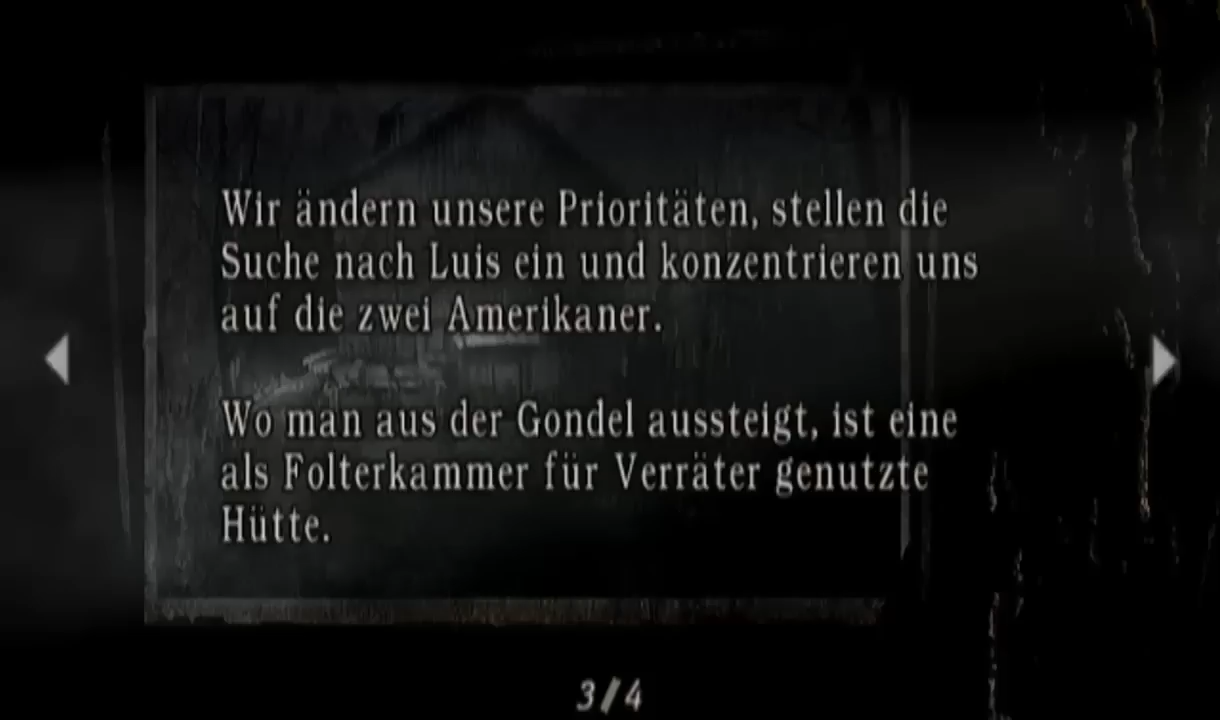 Wir ändern unsere Prioritäten, stellen die
Suche nach Luis ein und konzentrieren uns
auf die zwei Amerikaner.
Wo man aus der Gondel aussteigt, ist eine
als Folterkammer für Verräter genutzte
Hütte.
3/4